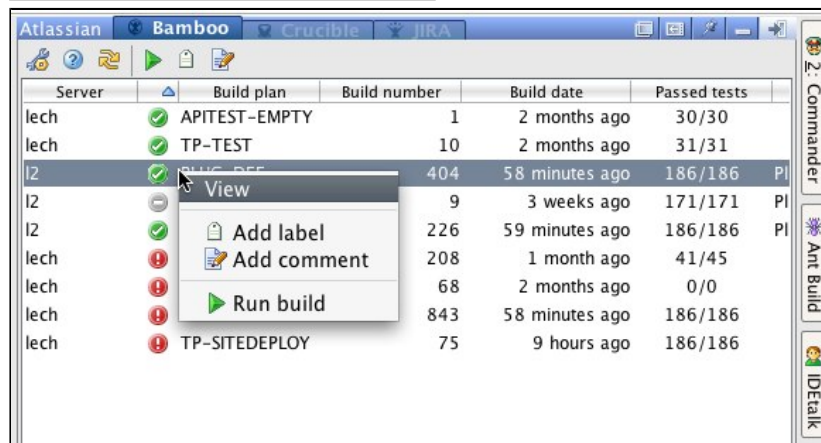 Atlassian Bamboo Crucible JIRA
Server Build plan Build number Build date Passed tests
lech APITEST-EMPTY 1 2 months ago 30/30
lech TP-TEST 10 2 months ago 31/31
l2 404 58 minutes ago 186/186 Pl
View
l2 9 3 weeks ago 171/171 Pl
l2 226 59 minutes ago 186/186 Pl
Add label
lech 208 1 month ago 41/45
Add comment
lech 68 2 months ago 0/0
lech 843 58 minutes ago 186/186
Run build
lech TP-SITEDEPLOY 75 9 hours ago 186/186
2: Commander
Ant Build
IDEtalk